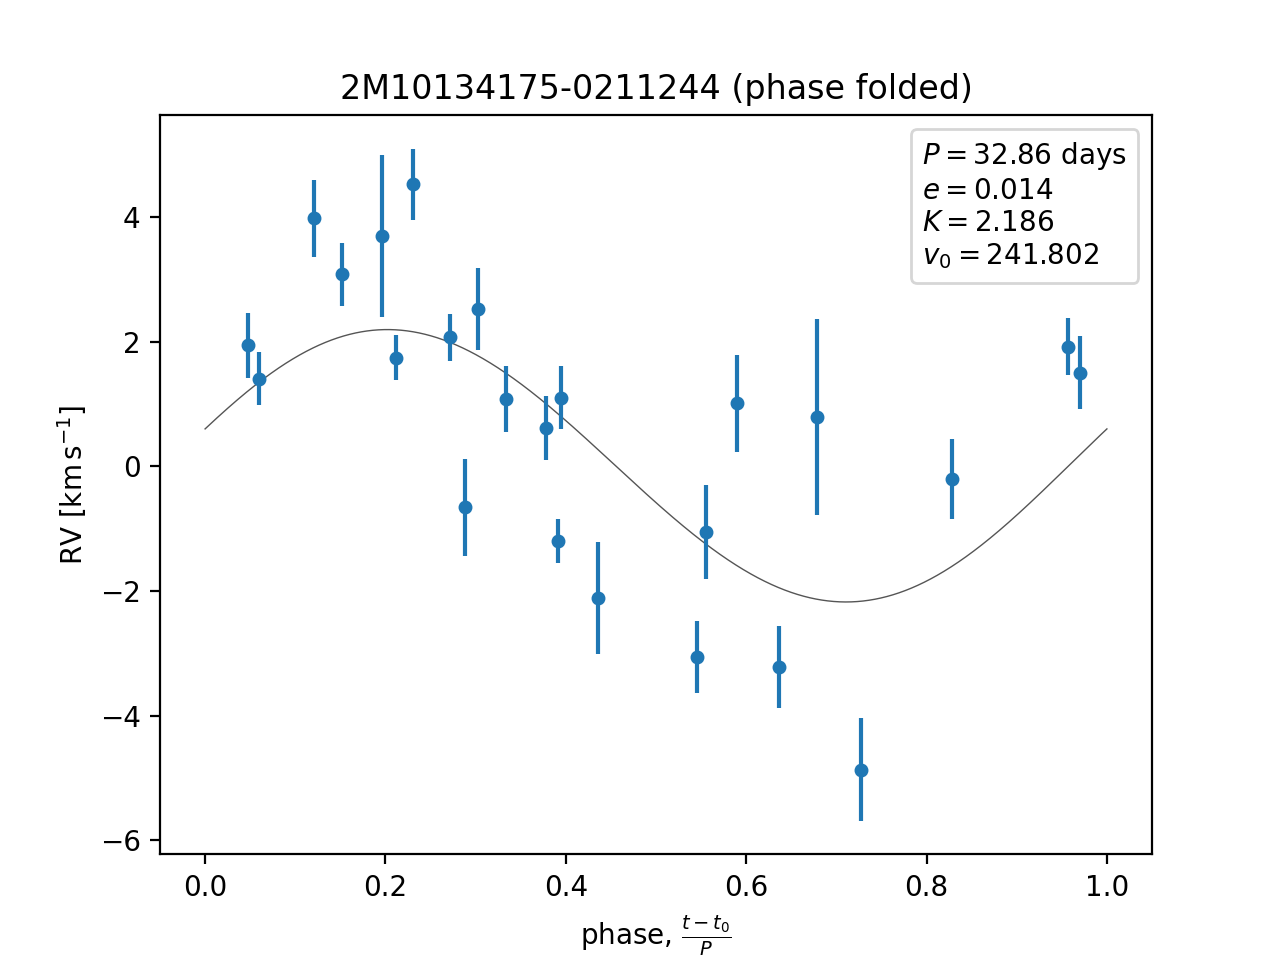 2M10134175-0211244 (phase folded)
P = 32.86 days
e = 0.014
K = 2.186
v₀ = 241.802
4
2
0
−2
−4
−6
RV [km s⁻¹]
0.0 0.2 0.4 0.6 0.8 1.0
phase, (t − t₀)/P